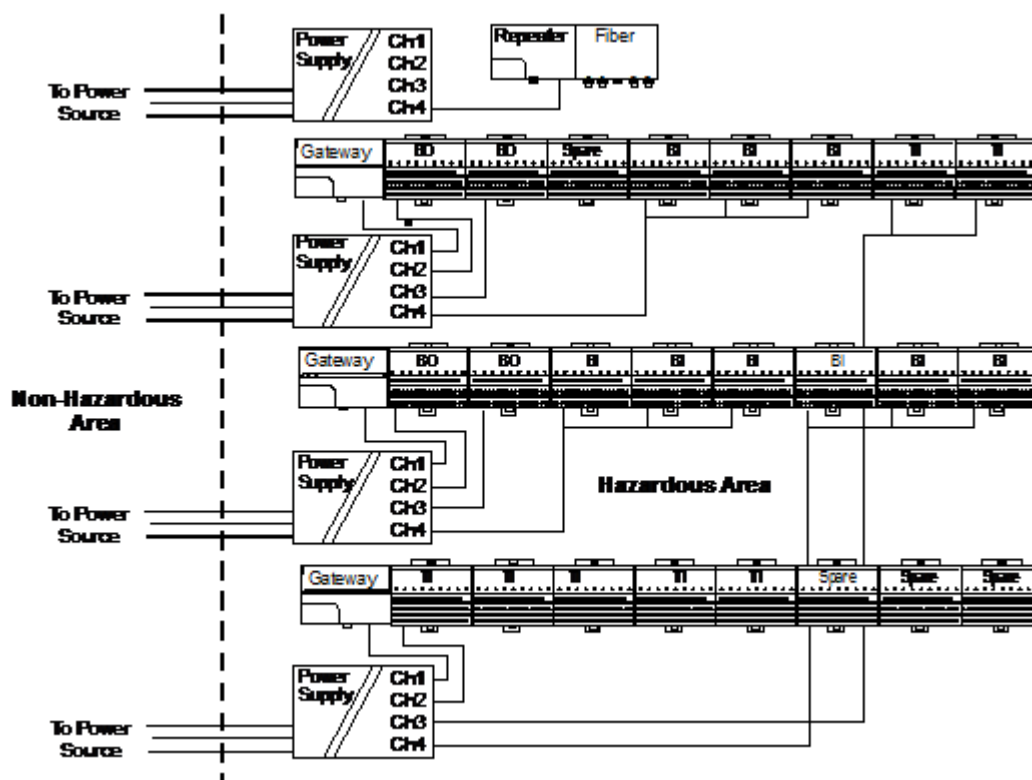 Power Supply
Ch1
Ch2
Ch3
Ch4
Repeater
Fiber
To Power
Source
Gateway
BO BO Spare BI BI BI TI TI
Power
Supply
Ch1
Ch2
Ch3
Ch4
To Power
Source
Gateway
BO BO BI BI BI BI BI BI
Non-Hazardous
Area
Power
Supply
Ch1
Ch2
Ch3
Ch4
Hazardous Area
To Power
Source
Gateway
TI TI TI TI TI Spare Spare Spare
Power
Supply
Ch1
Ch2
Ch3
Ch4
To Power
Source